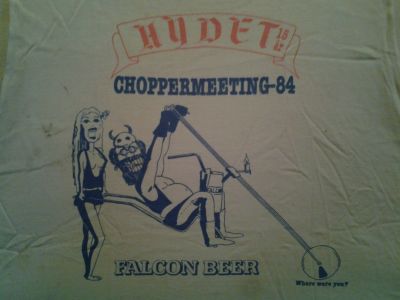 HYDET
CHOPPERMEETING-84
FALCON BEER
Where were you?